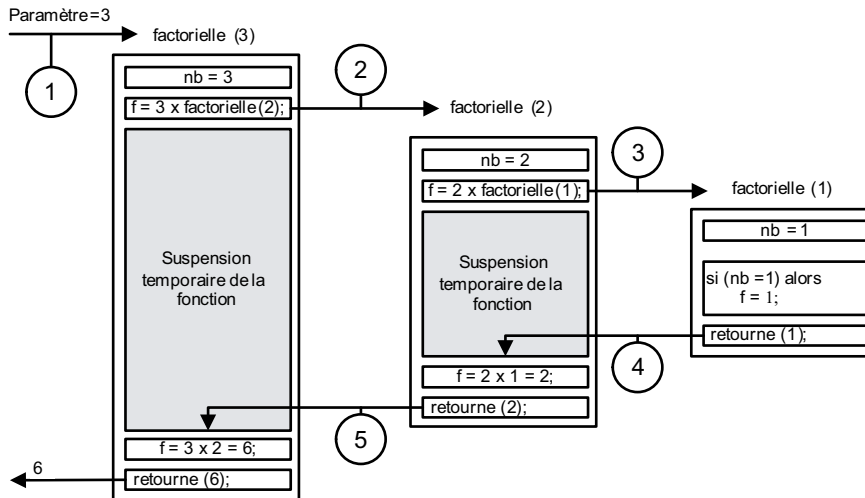 Paramètre=3
factorielle (3)
1
nb = 3
f = 3 x factorielle(2);
2
factorielle (2)
Suspension
temporaire de la
fonction
nb = 2
f = 2 x factorielle(1);
3
factorielle (1)
Suspension
temporaire de la
fonction
nb = 1
si (nb =1) alors
f = 1;
retourne (1);
4
f = 2 x 1 = 2;
retourne (2);
5
f = 3 x 2 = 6;
retourne (6);
6